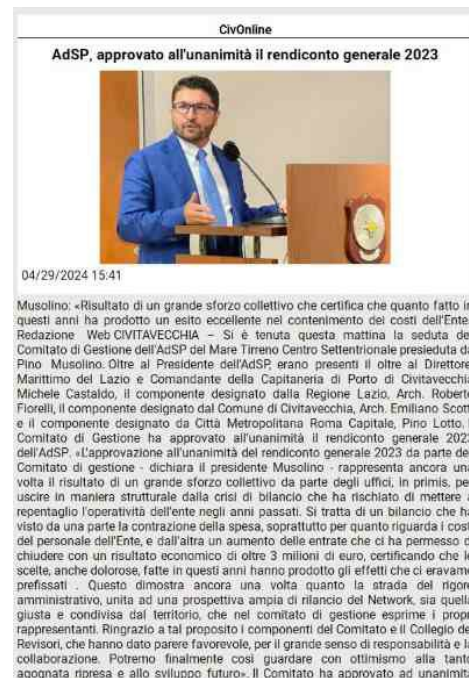 CivOnline
AdSP, approvato all'unanimità il rendiconto generale 2023
04/29/2024 15:41
Musolino: «Risultato di un grande sforzo collettivo che certifica che quanto fatto in
questi anni ha prodotto un esito eccellente nel contenimento dei costi dell'Ente
Redazione Web CIVITAVECCHIA – Si è tenuta questa mattina la seduta del
Comitato di Gestione dell'AdSP del Mare Tirreno Centro Settentrionale presieduta da
Pino Musolino. Oltre al Presidente dell'AdSP, erano presenti il oltre al Direttore
Marittimo del Lazio e Comandante della Capitaneria di Porto di Civitavecchi
Michele Castaldo, il componente designato dalla Regione Lazio, Arch. Roberto
Fiorelli, il componente designato dal Comune di Civitavecchia, Arch. Emiliano Scott
e il componente designato da Città Metropolitana Roma Capitale, Pino Lotto.
Comitato di Gestione ha approvato all'unanimità il rendiconto generale 2023
dell'AdSP. «L'approvazione all'unanimità del rendiconto generale 2023 da parte del
Comitato di gestione - dichiara il presidente Musolino - rappresenta ancora una
volta il risultato di un grande sforzo collettivo da parte degli uffici, in primis, per
uscire in maniera strutturale dalla crisi di bilancio che ha rischiato di mettere a
repentaglio l'operatività dell'ente negli anni passati. Si tratta di un bilancio che ha
visto da una parte la contrazione della spesa, soprattutto per quanto riguarda i cost
del personale dell'Ente, e dall'altra un aumento delle entrate che ci ha permesso d
chiudere con un risultato economico di oltre 3 milioni di euro, certificando che le
scelte, anche dolorose, fatte in questi anni hanno prodotto gli effetti che ci eravamo
prefissati . Questo dimostra ancora una volta quanto la strada del rigore
amministrativo, unita ad una prospettiva ampia di rilancio del Network, sia quella
giusta e condivisa dal territorio, che nel comitato di gestione esprime i propri
rappresentanti. Ringrazio a tal proposito i componenti del Comitato e il Collegio dei
Revisori, che hanno dato parere favorevole, per il grande senso di responsabilità e la
collaborazione. Potremo finalmente così guardare con ottimismo alla tanto
agognata ripresa e allo sviluppo futuro». Il Comitato ha approvato ad unanimità